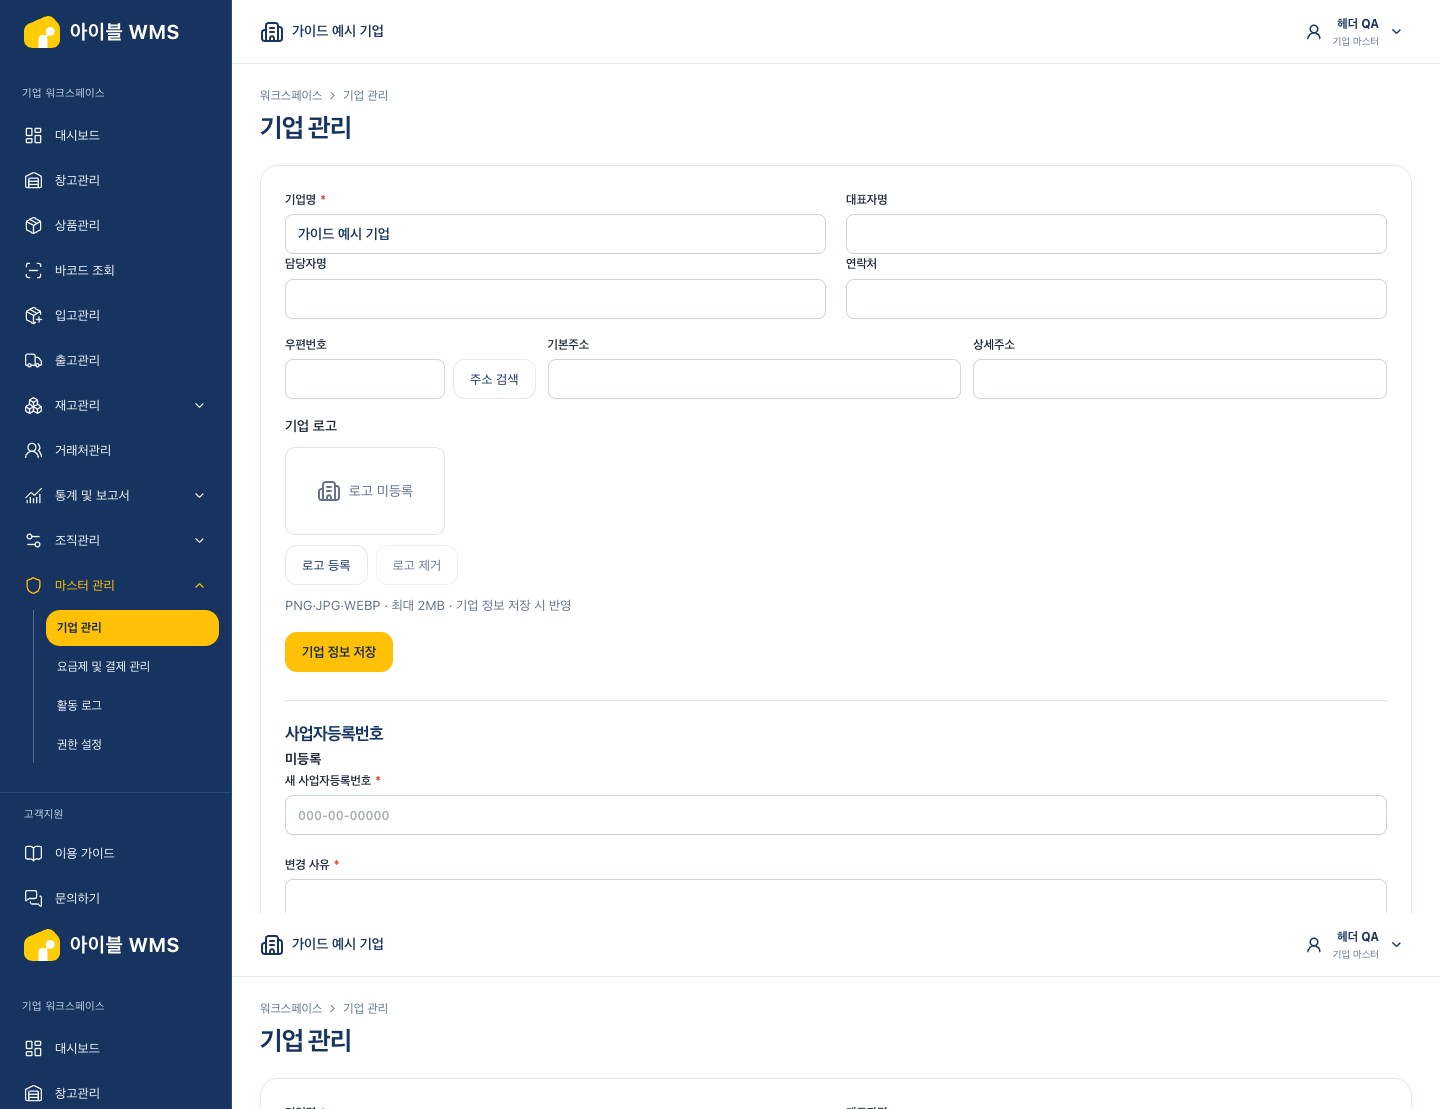 아이블 WMS
기업 워크스페이스
대시보드
창고관리
상품관리
바코드 조회
입고관리
출고관리
재고관리
거래처관리
통계 및 보고서
조직관리
마스터 관리
기업 관리
요금제 및 결제 관리
활동 로그
권한 설정
고객지원
이용 가이드
문의하기
가이드 예시 기업
헤더 QA
기업 마스터
워크스페이스 > 기업 관리
기업 관리
기업명 *
대표자명
가이드 예시 기업
담당자명
연락처
우편번호
기본주소
상세주소
주소 검색
기업 로고
로고 미등록
로고 등록
로고 제거
PNG·JPG·WEBP · 최대 2MB · 기업 정보 저장 시 반영
기업 정보 저장
사업자등록번호
미등록
새 사업자등록번호 *
000-00-00000
변경 사유 *
아이블 WMS
기업 워크스페이스
대시보드
창고관리
가이드 예시 기업
헤더 QA
기업 마스터
워크스페이스 > 기업 관리
기업 관리